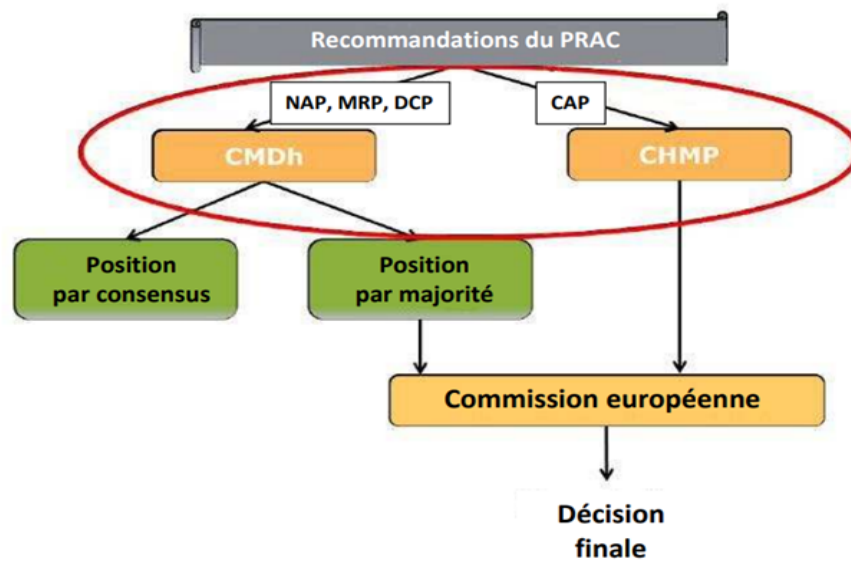 Recommandations du PRAC
NAP, MRP, DCP
CAP
CMDh
CHMP
Position
par consensus
Position
par majorité
Commission européenne
Décision
finale